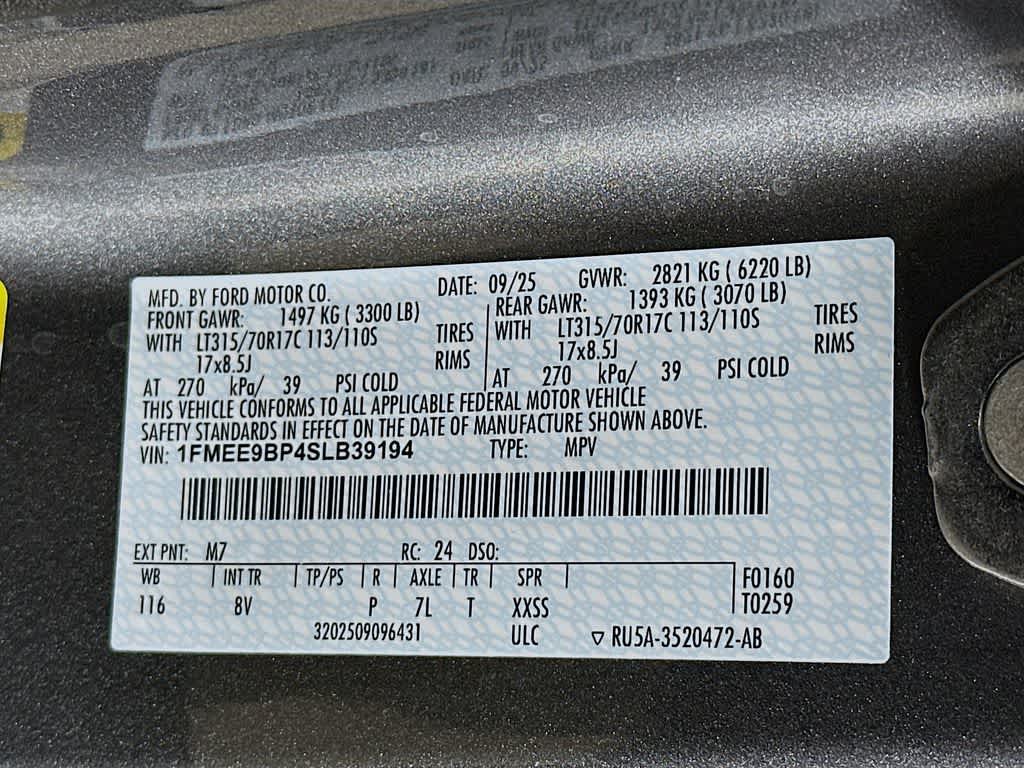 MFD. BY FORD MOTOR CO. DATE: 09/25 GVWR: 2821 KG ( 6220 LB)
FRONT GAWR: 1497 KG ( 3300 LB) REAR GAWR: 1393 KG ( 3070 LB)
WITH LT315/70R17C 113/110S TIRES WITH LT315/70R17C 113/110S TIRES
17x8.5J RIMS 17x8.5J RIMS
AT 270 kPa/ 39 PSI COLD AT 270 kPa/ 39 PSI COLD
THIS VEHICLE CONFORMS TO ALL APPLICABLE FEDERAL MOTOR VEHICLE
SAFETY STANDARDS IN EFFECT ON THE DATE OF MANUFACTURE SHOWN ABOVE.
VIN: 1FMEE9BP4SLB39194 TYPE: MPV
EXT PNT: M7 RC: 24 DSO:
WB INT TR TP/PS R AXLE TR SPR F0160
116 8V P 7L T XXSS T0259
3202509096431 ULC ▽ RU5A-3520472-AB